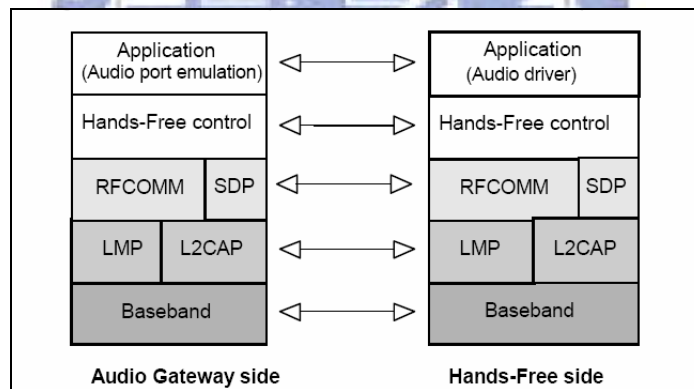 Application
(Audio port emulation)
Hands-Free control
RFCOMM
SDP
LMP
L2CAP
Baseband
Audio Gateway side
Application
(Audio driver)
Hands-Free control
RFCOMM
SDP
LMP
L2CAP
Baseband
Hands-Free side